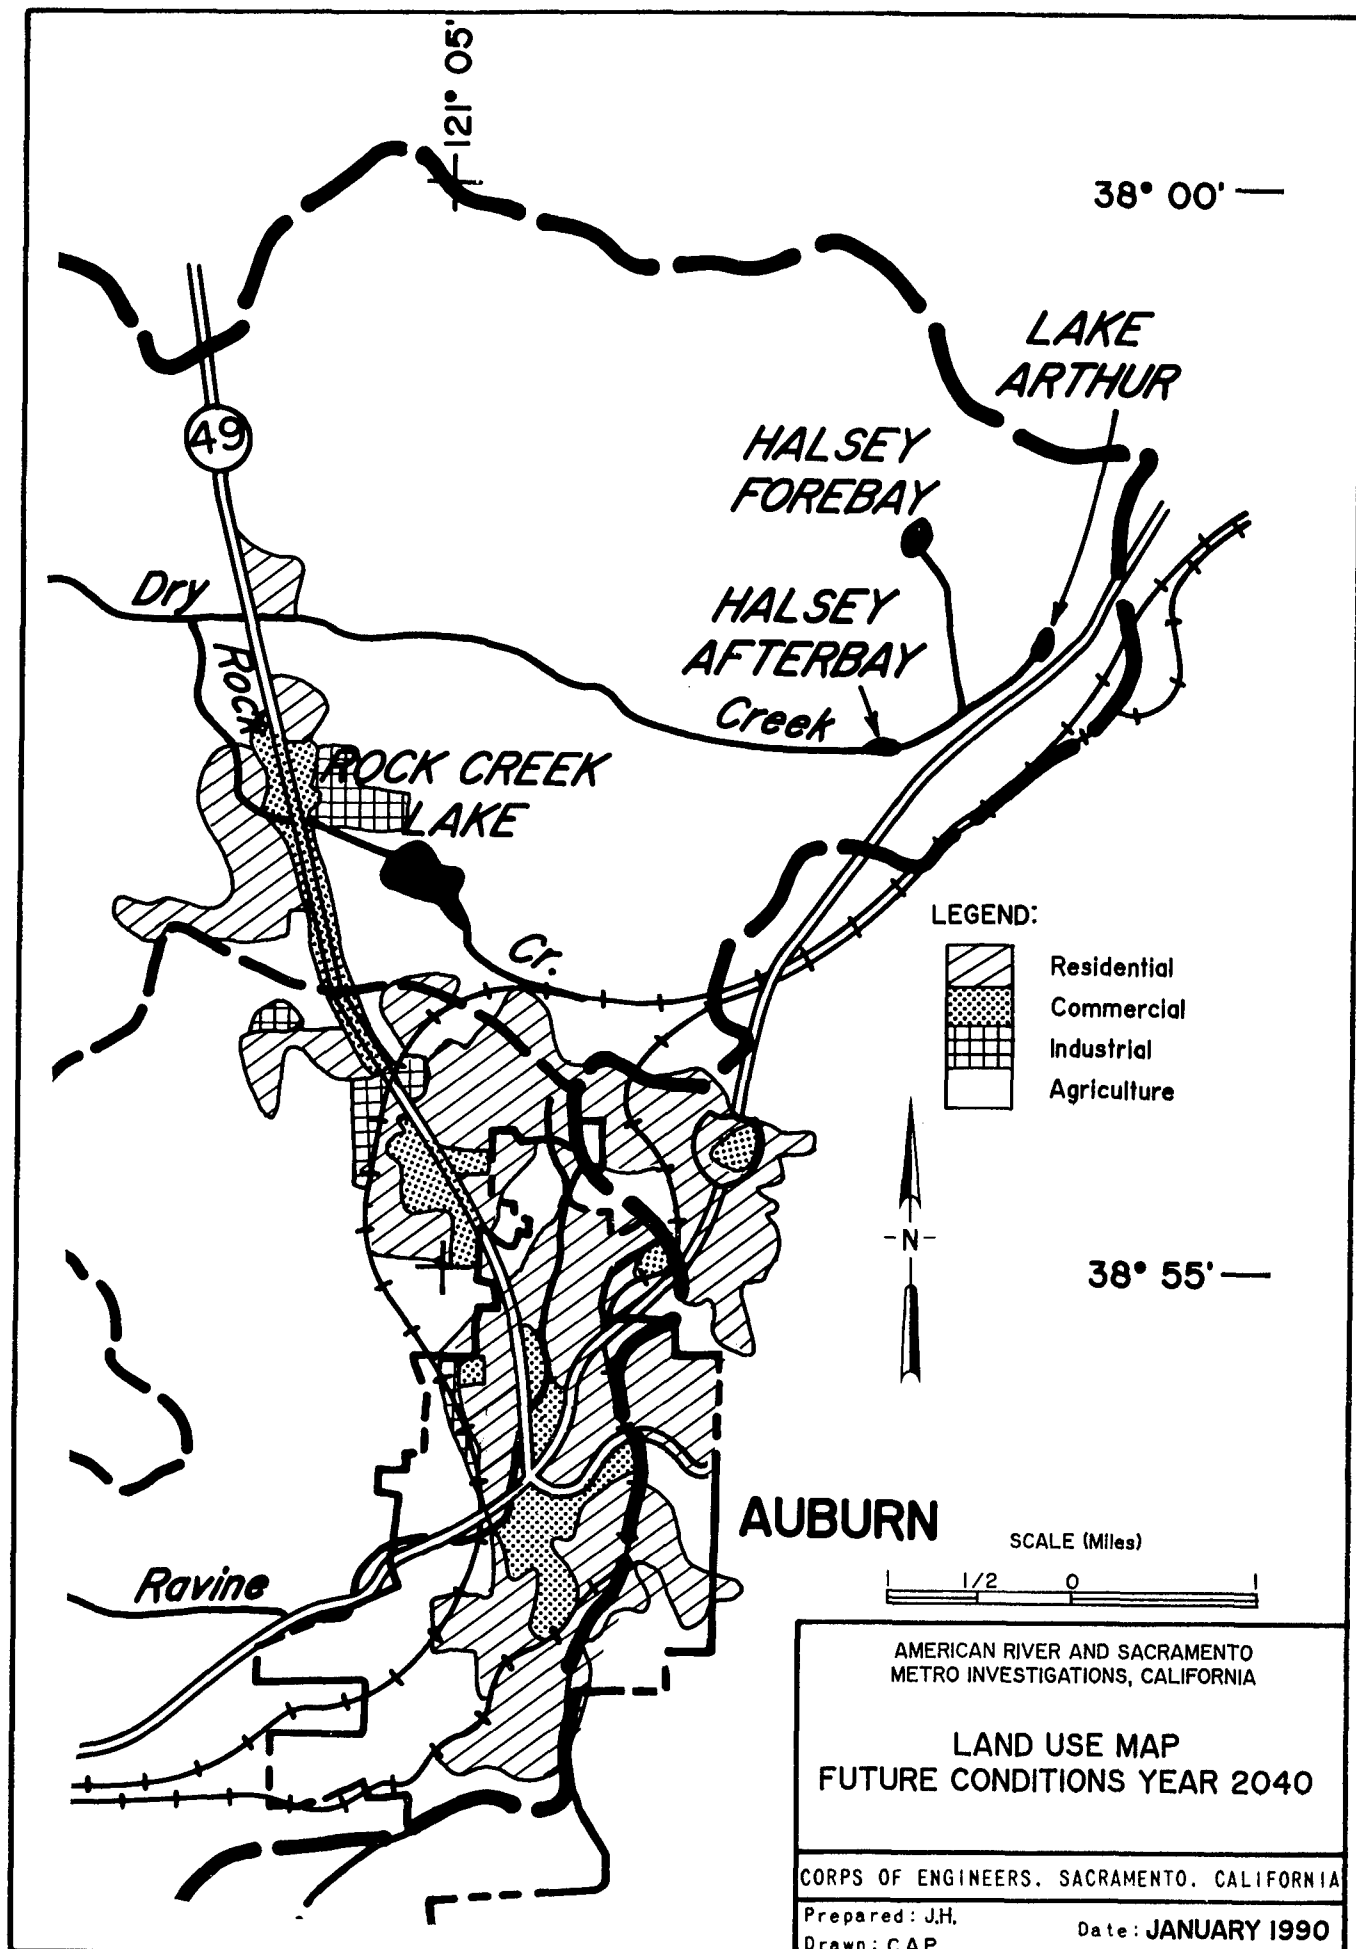 121° 05'
38° 00'
LAKE
ARTHUR
49
HALSEY
FOREBAY
Dry
HALSEY
AFTERBAY
Rock
Creek
ROCK CREEK
LAKE
Cr.
LEGEND:
Residential
Commercial
Industrial
Agriculture
-N-
38° 55'
AUBURN
SCALE (Miles)
1 1/2 0 1
Ravine
AMERICAN RIVER AND SACRAMENTO
METRO INVESTIGATIONS, CALIFORNIA
LAND USE MAP
FUTURE CONDITIONS YEAR 2040
CORPS OF ENGINEERS. SACRAMENTO. CALIFORNIA
Prepared: J.H.
Date: JANUARY 1990
Drawn: C.A.P.